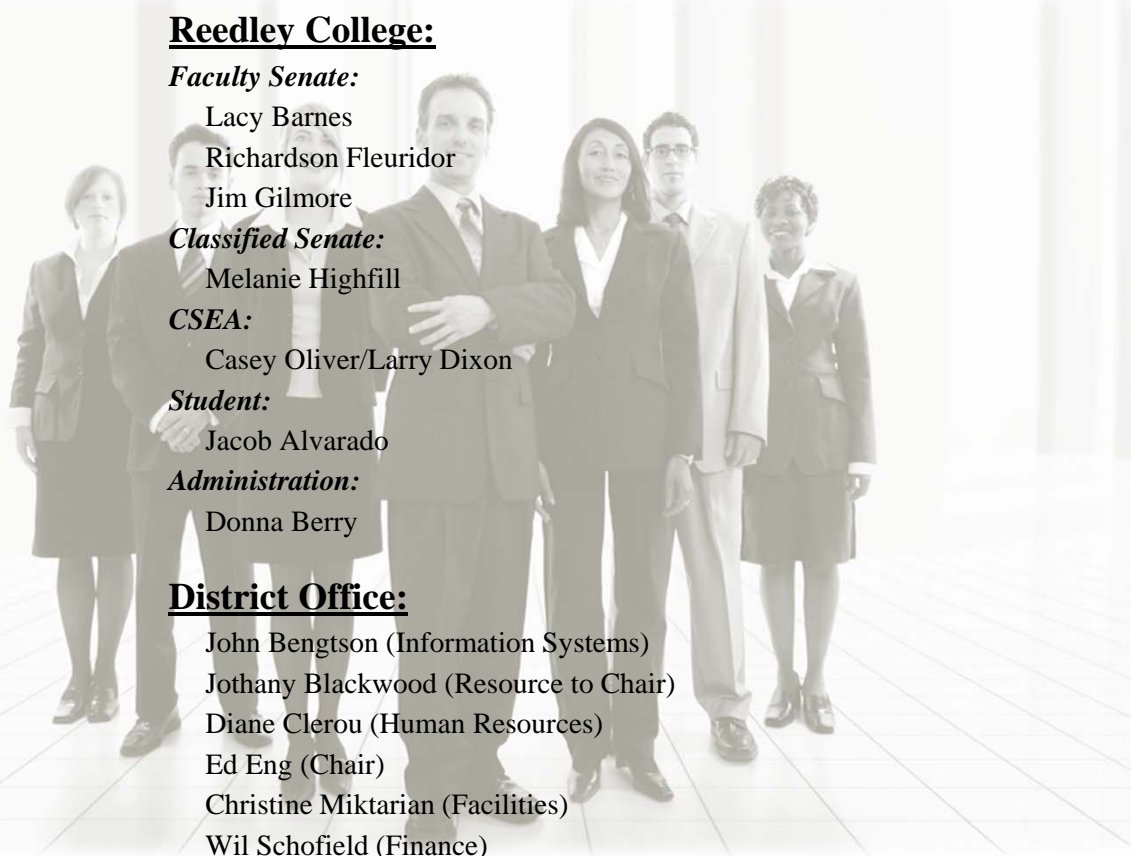 Reedley College:
Faculty Senate:
Lacy Barnes
Richardson Fleuridor
Jim Gilmore
Classified Senate:
Melanie Highfill
CSEA:
Casey Oliver/Larry Dixon
Student:
Jacob Alvarado
Administration:
Donna Berry
District Office:
John Bengtson (Information Systems)
Jothany Blackwood (Resource to Chair)
Diane Clerou (Human Resources)
Ed Eng (Chair)
Christine Miktarian (Facilities)
Wil Schofield (Finance)